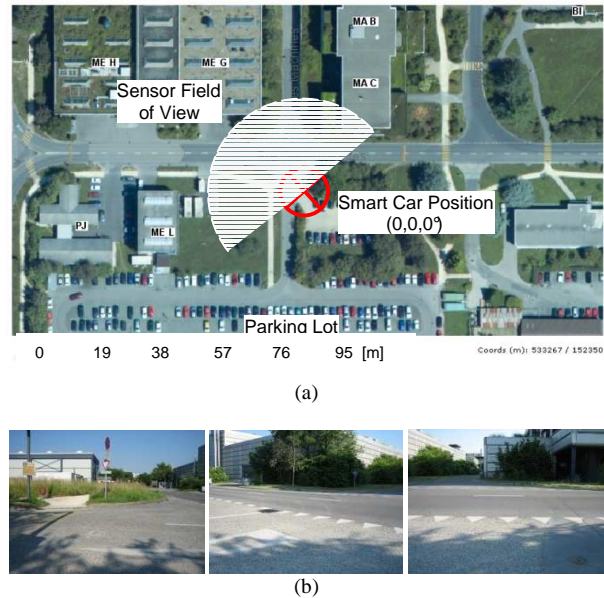 MA B
BI
ME H
ME G
MA C
Sensor Field
of View
Smart Car Position
(0,0,0°)
PJ
ME L
Parking Lot
0 19 38 57 76 95 [m]
Coords (m): 533267 / 152350
(a)
(b)